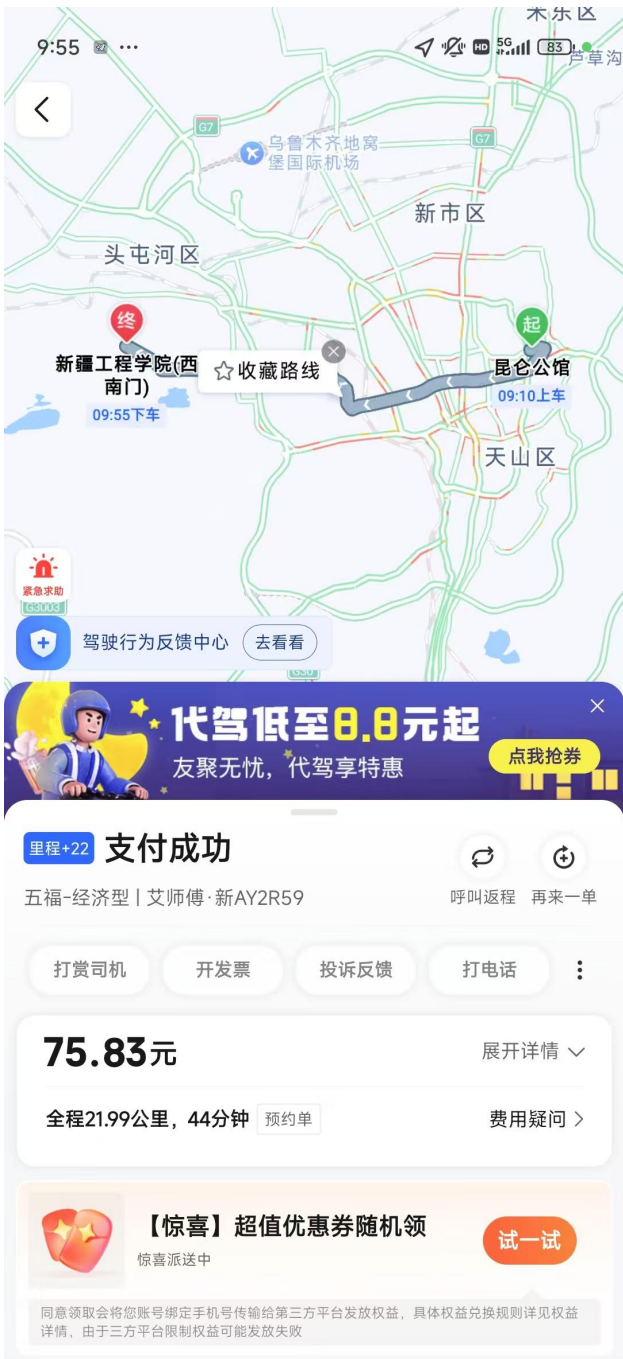 米东区
9:55
HD
5G
83
芦草沟
G7
乌鲁木齐地窝
堡国际机场
G7
新市区
头屯河区
终
起
新疆工程学院(西
南门)
09:55下车
收藏路线
昆仑公馆
09:10上车
天山区
紧急求助
G3003
驾驶行为反馈中心
去看看
G30
代驾低至8.8元起
友聚无忧，代驾享特惠
点我抢券
里程+22
支付成功
五福-经济型 | 艾师傅·新AY2R59
呼叫返程
再来一单
打赏司机
开发票
投诉反馈
打电话
75.83元
展开详情
全程21.99公里，44分钟
预约单
费用疑问
【惊喜】超值优惠券随机领
惊喜派送中
试一试
同意领取会将您账号绑定手机号传输给第三方平台发放权益，具体权益兑换规则详见权益
详情，由于三方平台限制权益可能发放失败